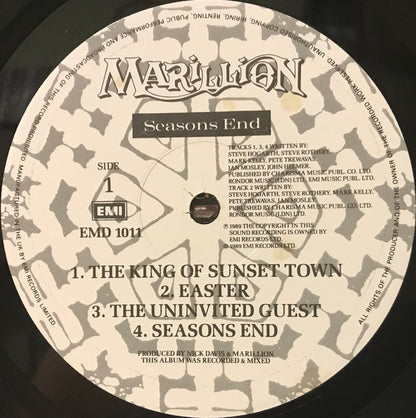 MARILLION
Seasons End
SIDE
1
EMI
EMD 1011
TRACKS 1, 3, 4 WRITTEN BY:
STEVE HOGARTH, STEVE ROTHERY,
MARK KELLY, PETE TREWAVAS,
IAN MOSLEY, JOHN HELMER.
PUBLISHED BY CHARISMA MUSIC PUBL. CO. LTD.
RONDOR MUSIC(LDN) LTD, EMI MUSIC PUBL. LTD.
TRACK 2 WRITTEN BY:
STEVE HOGARTH, STEVE ROTHERY, MARK KELLY,
PETE TREWAVAS, IAN MOSLEY.
PUBLISHED BY CHARISMA MUSIC PUBL. CO. LTD.
RONDOR MUSIC (LDN) LTD.
℗ 1989 THE COPYRIGHT IN THIS
SOUND RECORDING IS OWNED BY
EMI RECORDS LTD.
© 1989 EMI RECORDS LTD.
1. THE KING OF SUNSET TOWN
2. EASTER
3. THE UNINVITED GUEST
4. SEASONS END
PRODUCED BY NICK DAVIS & MARILLION
THIS ALBUM WAS RECORDED & MIXED
ALL RIGHTS OF THE PRODUCER AND OF THE OWNER OF THE RECORDED WORK RESERVED. UNAUTHORISED COPYING, HIRING, RENTING, PUBLIC PERFORMANCE AND BROADCASTING OF THIS RECORD PROHIBITED. MANUFACTURED IN THE UK BY EMI RECORDS LIMITED